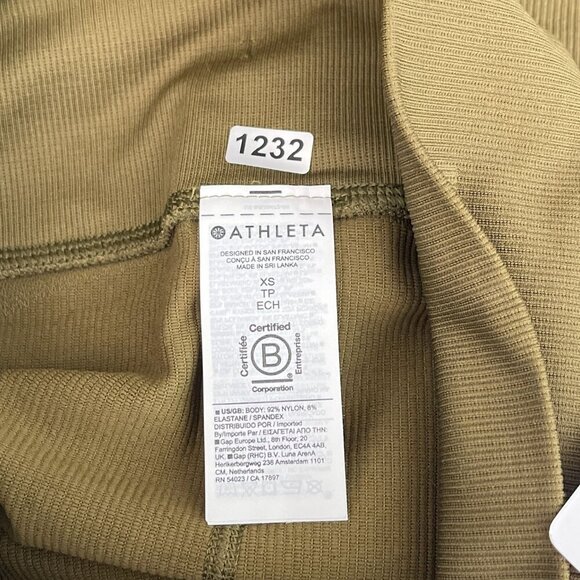 1232
ATHLETA
DESIGNED IN SAN FRANCISCO
CONÇU À SAN FRANCISCO
MADE IN SRI LANKA
XS
TP
ECH
Certified
Certifiée
B
Entreprise
®
Corporation
■ US/GB: BODY: 92% NYLON, 8%
ELASTANE / SPANDEX
DISTRIBUIDO POR / Imported
By/Importe Par / ΕΙΣΑΓΕΤΑΙ ΑΠΟ ΤΗΝ:
Gap Europe Ltd., 8th Floor, 20
Farringdon Street, London, EC4A 4AB,
UK. Gap (RHC) B.V. Luna ArenA
Herikerbergweg 238 Amsterdam 1101
CM, Netherlands
RN 54023 / CA 17897